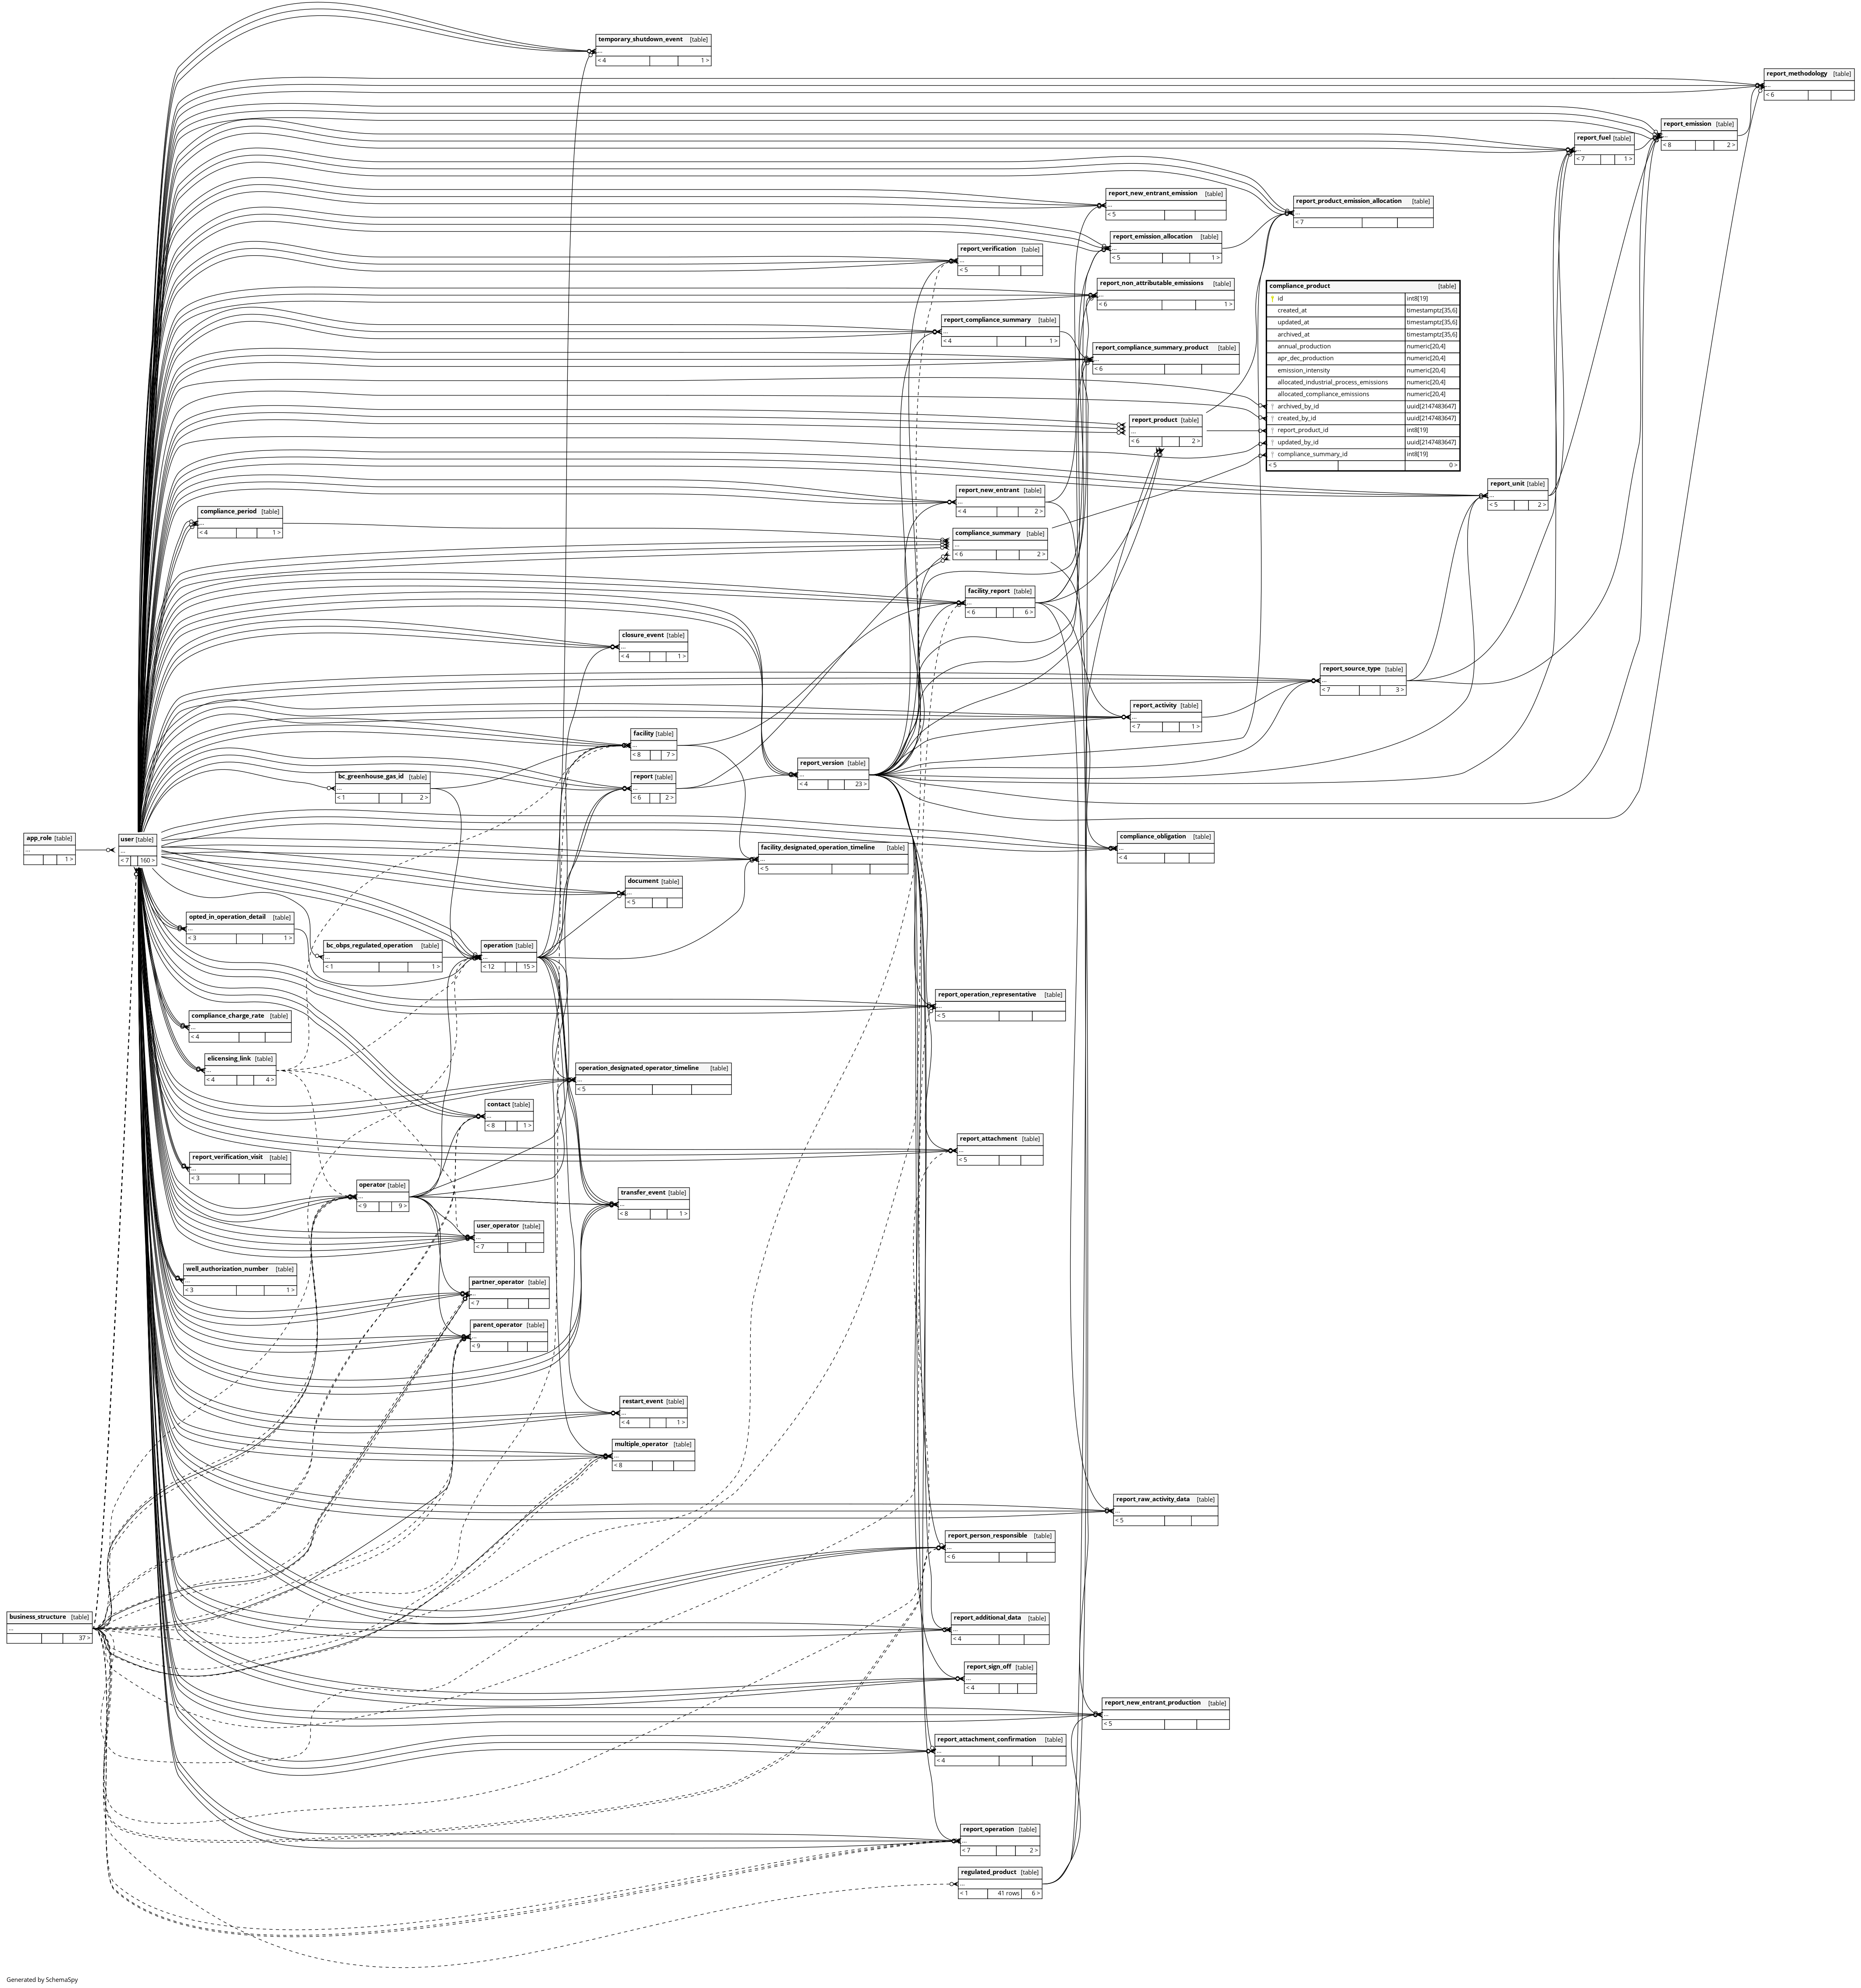 temporary_shutdown_event [table]
...
< 4 1 >
report_methodology [table]
...
< 6
report_emission [table]
...
< 8 2 >
report_fuel [table]
...
< 7 1 >
report_new_entrant_emission [table]
...
< 5
report_product_emission_allocation [table]
...
< 7
report_emission_allocation [table]
...
< 5 1 >
report_verification [table]
...
< 5
report_non_attributable_emissions [table]
...
< 6 1 >
compliance_product [table]
id int8[19]
created_at timestamptz[35,6]
updated_at timestamptz[35,6]
archived_at timestamptz[35,6]
annual_production numeric[20,4]
apr_dec_production numeric[20,4]
emission_intensity numeric[20,4]
allocated_industrial_process_emissions numeric[20,4]
allocated_compliance_emissions numeric[20,4]
archived_by_id uuid[2147483647]
created_by_id uuid[2147483647]
report_product_id int8[19]
updated_by_id uuid[2147483647]
compliance_summary_id int8[19]
< 5 0 >
report_compliance_summary [table]
...
< 4 1 >
report_compliance_summary_product [table]
...
< 6
report_product [table]
...
< 6 2 >
report_unit [table]
...
< 5 2 >
report_new_entrant [table]
...
< 4 2 >
compliance_period [table]
...
< 4 1 >
compliance_summary [table]
...
< 6 2 >
facility_report [table]
...
< 6 6 >
closure_event [table]
...
< 4 1 >
report_source_type [table]
...
< 7 3 >
report_activity [table]
...
< 7 1 >
facility [table]
...
< 8 7 >
report_version [table]
...
< 4 23 >
bc_greenhouse_gas_id [table]
...
< 1 2 >
report [table]
...
< 6 2 >
app_role [table]
...
1 >
user [table]
...
< 7 160 >
compliance_obligation [table]
...
< 4
facility_designated_operation_timeline [table]
...
< 5
document [table]
...
< 5
opted_in_operation_detail [table]
...
< 3 1 >
bc_obps_regulated_operation [table]
...
< 1 1 >
operation [table]
...
< 12 15 >
report_operation_representative [table]
...
< 5
compliance_charge_rate [table]
...
< 4
elicensing_link [table]
...
< 4 4 >
operation_designated_operator_timeline [table]
...
< 5
contact [table]
...
< 8 1 >
report_attachment [table]
...
< 5
report_verification_visit [table]
...
< 3
operator [table]
...
< 9 9 >
transfer_event [table]
...
< 8 1 >
user_operator [table]
...
< 7
well_authorization_number [table]
...
< 3 1 >
partner_operator [table]
...
< 7
parent_operator [table]
...
< 9
restart_event [table]
...
< 4 1 >
multiple_operator [table]
...
< 8
report_raw_activity_data [table]
...
< 5
report_person_responsible [table]
...
< 6
business_structure [table]
...
37 >
report_additional_data [table]
...
< 4
report_sign_off [table]
...
< 4
report_new_entrant_production [table]
...
< 5
report_attachment_confirmation [table]
...
< 4
report_operation [table]
...
< 7 2 >
regulated_product [table]
...
< 1 41 rows 6 >
Generated by SchemaSpy